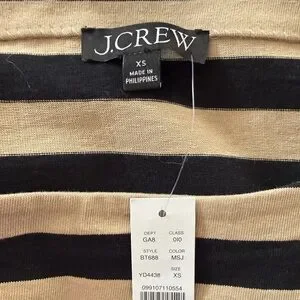 J.CREW
XS
MADE IN
PHILIPPINES
DEPT CLASS
GA8 010
STYLE COLOR
BT688 MSJ
SIZE
YD4438 XS
099107110554